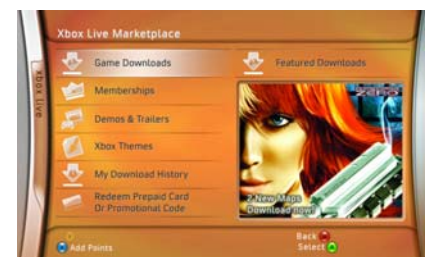 Xbox Live Marketplace
xbox live
Game Downloads
Featured Downloads
Memberships
Demos & Trailers
Xbox Themes
My Download History
Redeem Prepaid Card
Or Promotional Code
2 New Maps
Download now!
Back
Add Points
Select